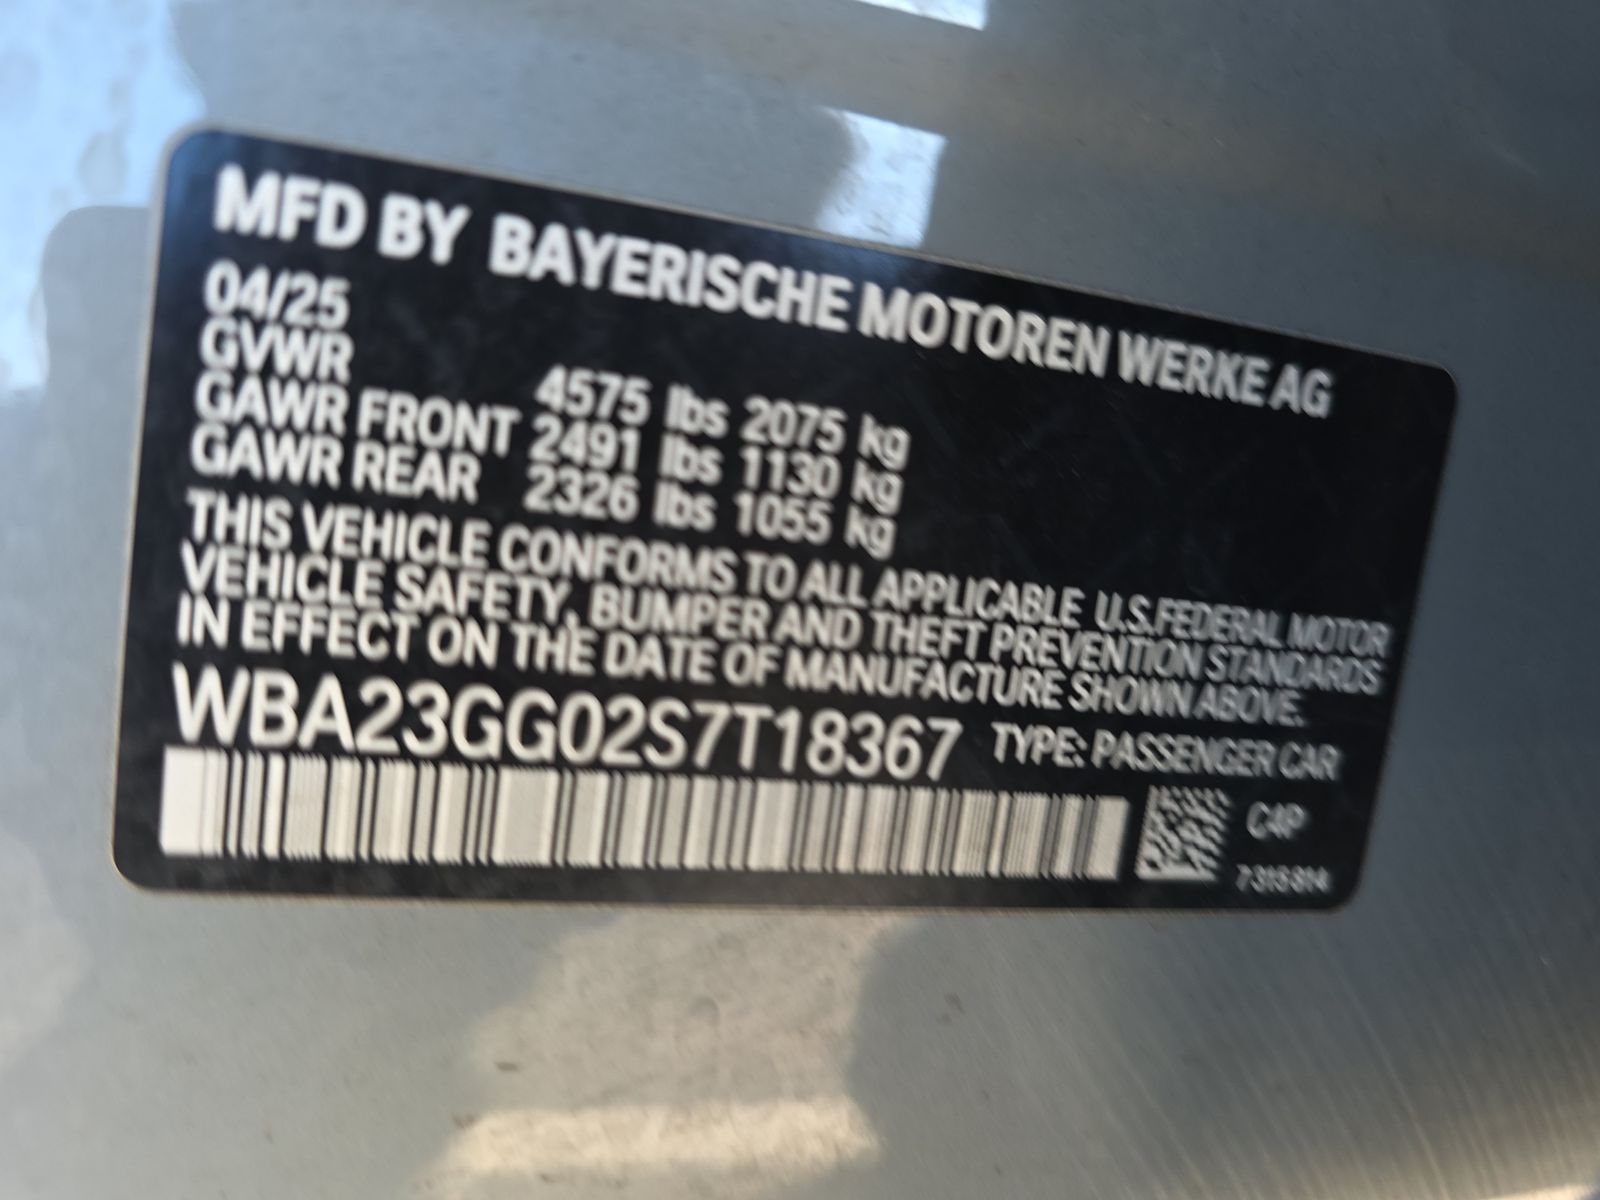 MFD BY BAYERISCHE MOTOREN WERKE AG
04/25
GVWR 4575 lbs 2075 kg
GAWR FRONT 2491 lbs 1130 kg
GAWR REAR 2326 lbs 1055 kg
THIS VEHICLE CONFORMS TO ALL APPLICABLE U.S.FEDERAL MOTOR
VEHICLE SAFETY, BUMPER AND THEFT PREVENTION STANDARDS
IN EFFECT ON THE DATE OF MANUFACTURE SHOWN ABOVE.
WBA23GG02S7T18367 TYPE: PASSENGER CAR
C4P
7315814